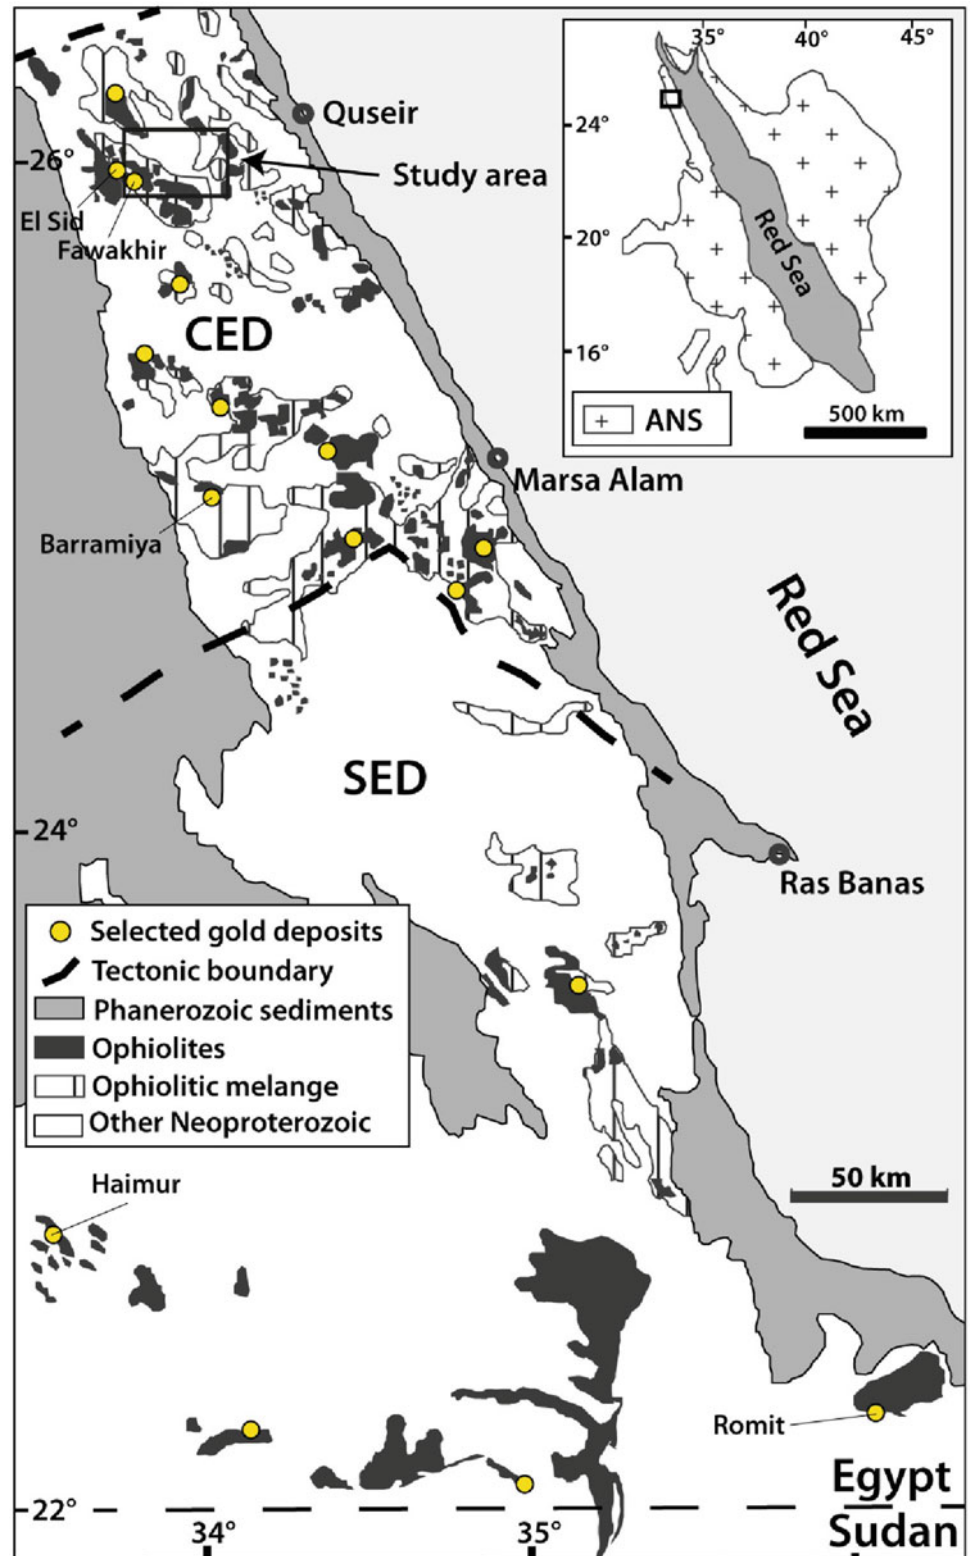 35°
40°
45°
Quseir
24°
26°
Study area
El Sid
Fawakhir
20°
Red Sea
CED
16°
500 km
+ ANS
Marsa Alam
Barramiya
Red Sea
SED
24°
Ras Banas
Selected gold deposits
Tectonic boundary
Phanerozoic sediments
Ophiolites
Ophiolitic melange
Other Neoproterozoic
50 km
Haimur
Romit
Egypt
22°
Sudan
34°
35°